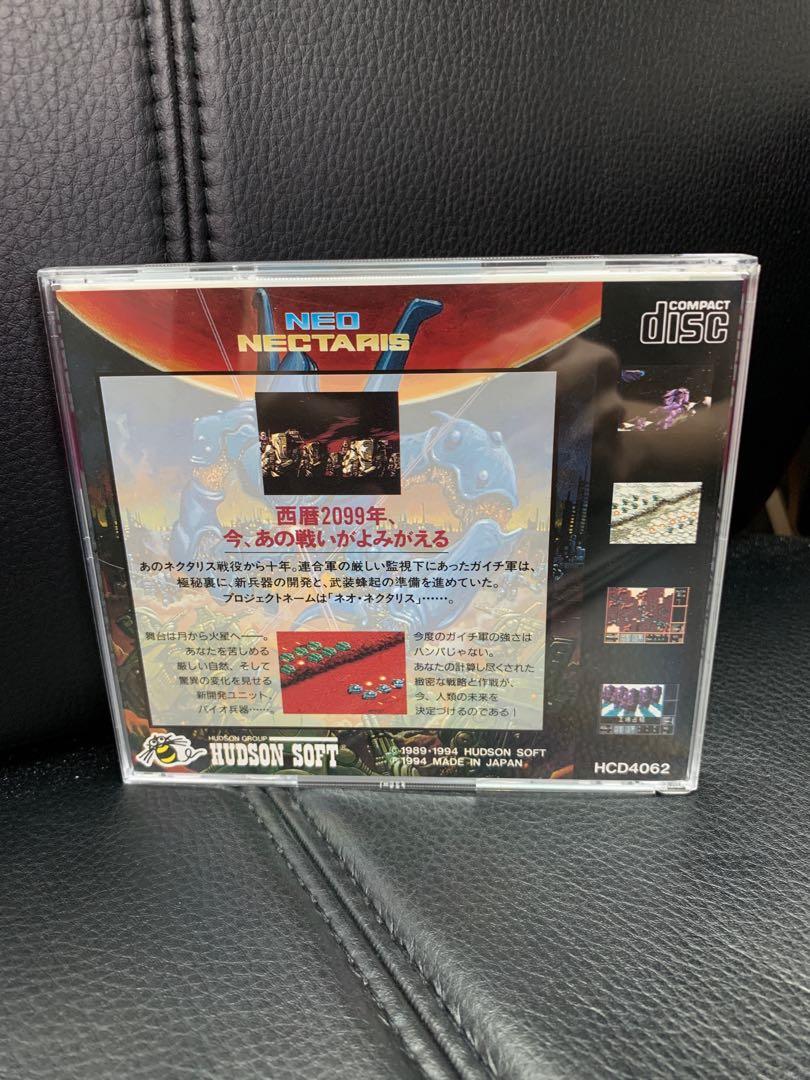 NEO
NECTARIS
COMPACT
disc
西暦2099年、
今、あの戦いがよみがえる
あのネクタリス戦役から十年。連合軍の厳しい監視下にあったガイチ軍は、
極秘裏に、新兵器の開発と、武装蜂起の準備を進めていた。
プロジェクトネームは「ネオ・ネクタリス」……。
舞台は月から火星へ──。
あなたを苦しめる
厳しい自然、そして
驚異の変化を見せる
新開発ユニット、
バイオ兵器……。
今度のガイチ軍の強さは
ハンパじゃない。
あなたの計算し尽くされた
緻密な戦略と作戦が、
今、人類の未来を
決定づけるのである!
HUDSON GROUP
HUDSON SOFT
©1989・1994 HUDSON SOFT
℗1994 MADE IN JAPAN
HCD4062